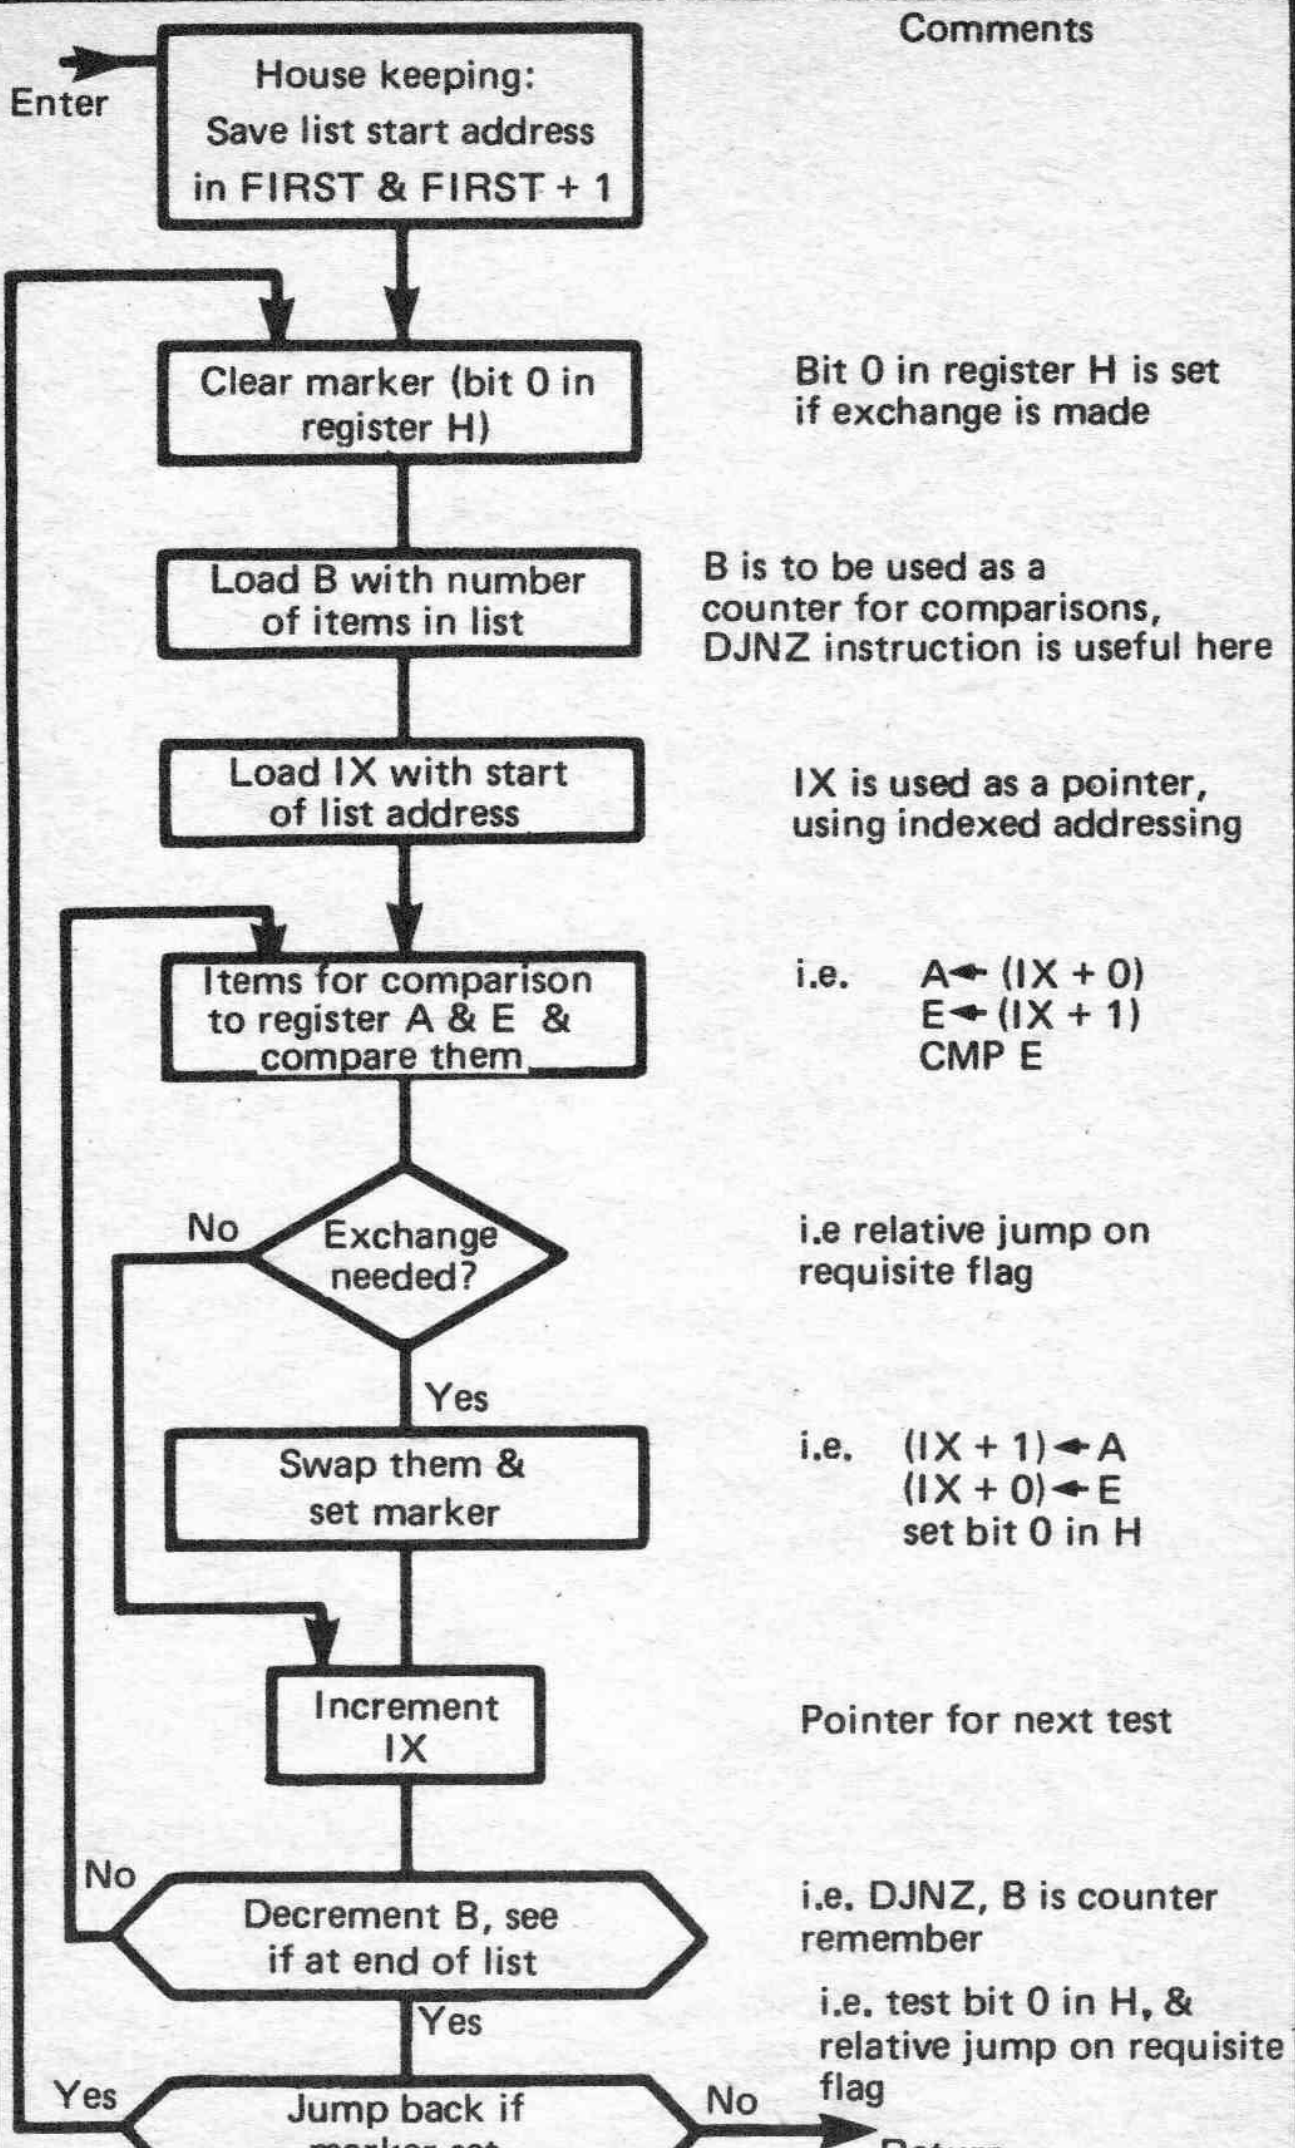 Comments
Enter
House keeping:
Save list start address
in FIRST & FIRST + 1
Clear marker (bit 0 in
register H)
Bit 0 in register H is set
if exchange is made
Load B with number
of items in list
B is to be used as a
counter for comparisons,
DJNZ instruction is useful here
Load IX with start
of list address
IX is used as a pointer,
using indexed addressing
Items for comparison
to register A & E &
compare them
i.e. A← (IX + 0)
E← (IX + 1)
CMP E
No
Exchange
needed?
i.e relative jump on
requisite flag
Yes
Swap them &
set marker
i.e. (IX + 1)← A
(IX + 0)← E
set bit 0 in H
Increment
IX
Pointer for next test
No
Decrement B, see
if at end of list
i.e. DJNZ, B is counter
remember
Yes
i.e. test bit 0 in H, &
relative jump on requisite
flag
Yes
Jump back if
marker set
No
Return